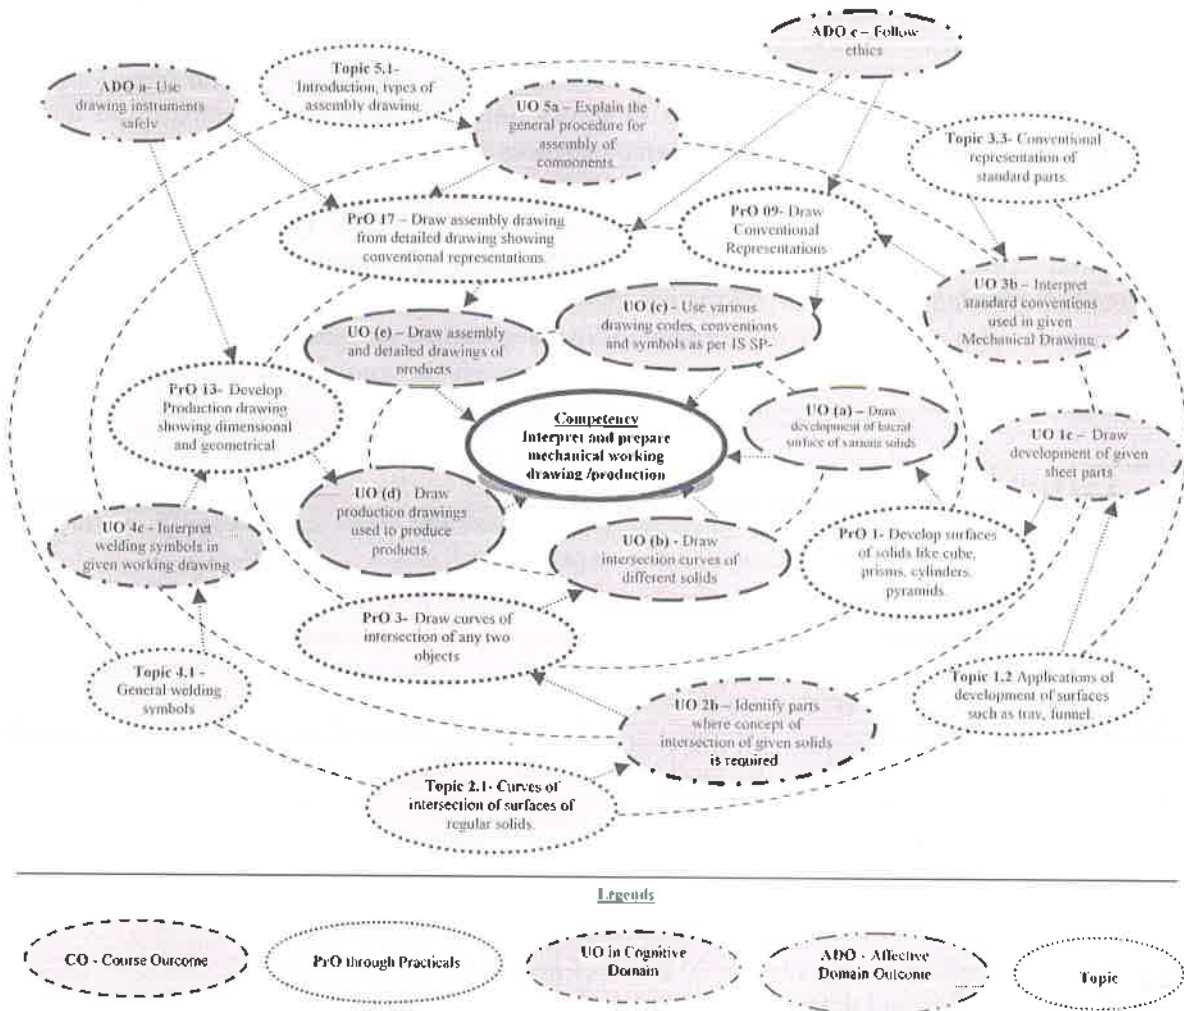 ADO c – Follow
ethics
Topic 5.1-
Introduction, types of
assembly drawing.
ADO a- Use
drawing instruments
safely
UO 5a – Explain the
general procedure for
assembly of
components.
Topic 3.3- Conventional
representation of
standard parts.
PrO 17 – Draw assembly drawing
from detailed drawing showing
conventional representations.
PrO 09- Draw
Conventional
Representations
UO 3b – Interpret
standard conventions
used in given
Mechanical Drawing.
UO (e) – Draw assembly
and detailed drawings of
products
UO (c) - Use various
drawing codes, conventions
and symbols as per IS SP-
PrO 13- Develop
Production drawing
showing dimensional
and geometrical
Competency
Interpret and prepare
mechanical working
drawing /production
UO (a) – Draw
development of lateral
surface of various solids
UO 1c – Draw
development of given
sheet parts.
UO (d) - Draw
production drawings
used to produce
products.
UO 4c - Interpret
welding symbols in
given working drawing
UO (b) - Draw
intersection curves of
different solids
PrO 1- Develop surfaces
of solids like cube,
prisms, cylinders,
pyramids.
PrO 3- Draw curves of
intersection of any two
objects
Topic 4.1 -
General welding
symbols
Topic 1.2 Applications of
development of surfaces
such as tray, funnel.
UO 2b – Identify parts
where concept of
intersection of given solids
is required
Topic 2.1- Curves of
intersection of surfaces of
regular solids.
Legends
CO - Course Ourcome
PrO through Practicals
UO in Cognitive
Domain
ADO - Affective
Domain Outcome
Topic